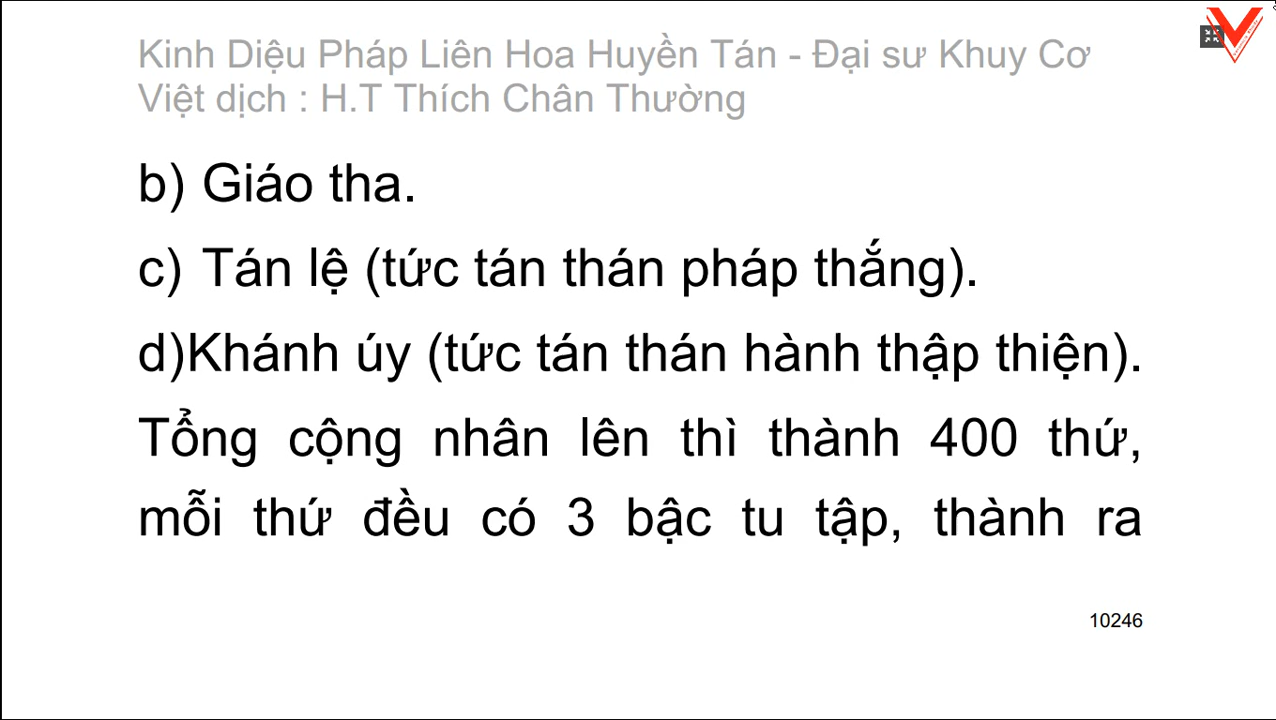 Kinh Diệu Pháp Liên Hoa Huyền Tán - Đại sư Khuy Cơ
Việt dịch : H.T Thích Chân Thường
b) Giáo tha.
c) Tán lệ (tức tán thán pháp thắng).
d)Khánh úy (tức tán thán hành thập thiện).
Tổng cộng nhân lên thì thành 400 thứ,
mỗi thứ đều có 3 bậc tu tập, thành ra
10246